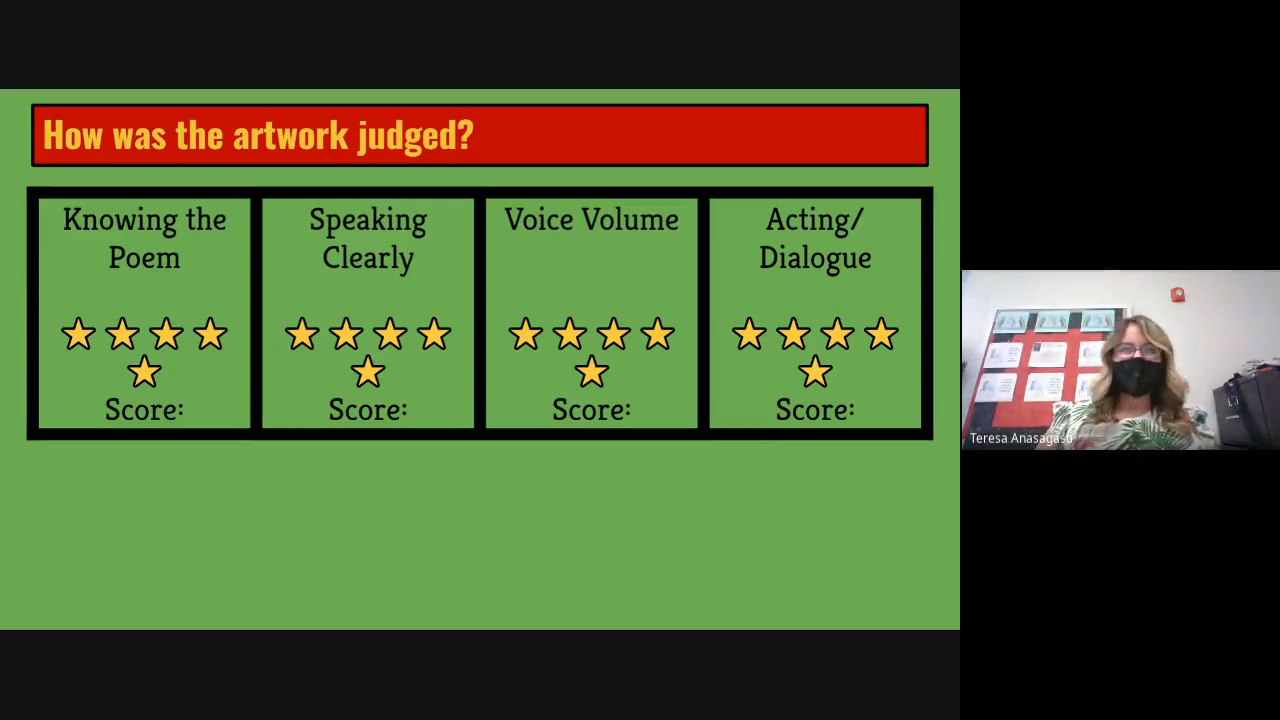 How was the artwork judged?
Knowing the
Poem
Score:
Speaking
Clearly
Score:
Voice Volume
Score:
Acting/
Dialogue
Score:
Teresa Anasagasti